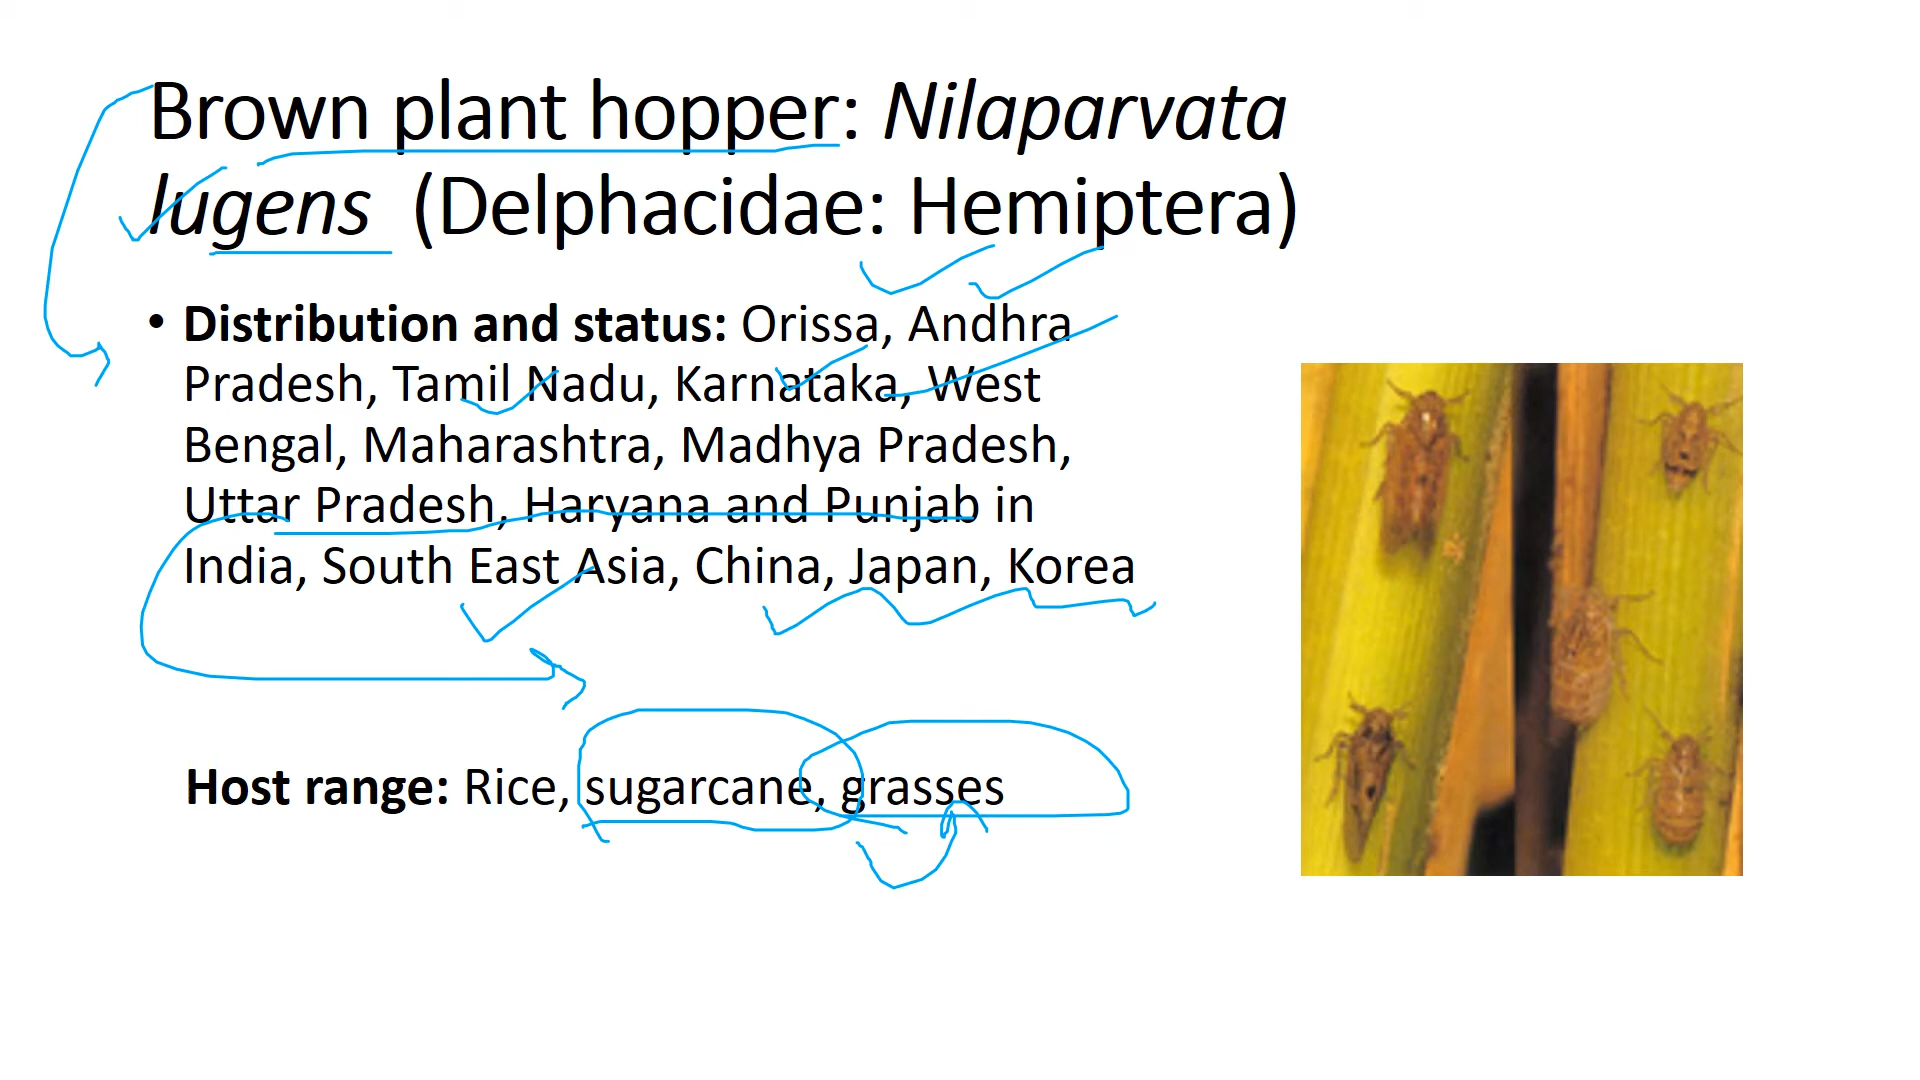 Brown plant hopper: Nilaparvata
lugens (Delphacidae: Hemiptera)
• Distribution and status: Orissa, Andhra
Pradesh, Tamil Nadu, Karnataka, West
Bengal, Maharashtra, Madhya Pradesh,
Uttar Pradesh, Haryana and Punjab in
India, South East Asia, China, Japan, Korea
Host range: Rice, sugarcane, grasses